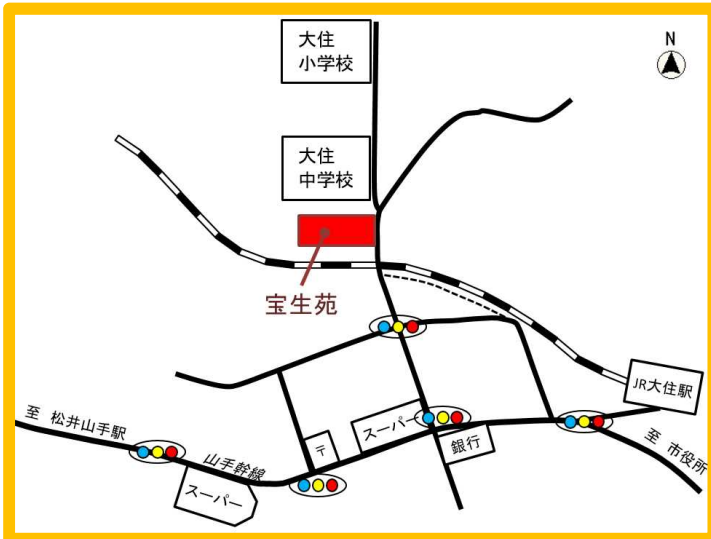 大住
小学校
N
大住
中学校
宝生苑
JR大住駅
至 松井山手駅
山手幹線
スーパー
〒
スーパー
銀行
至 市役所